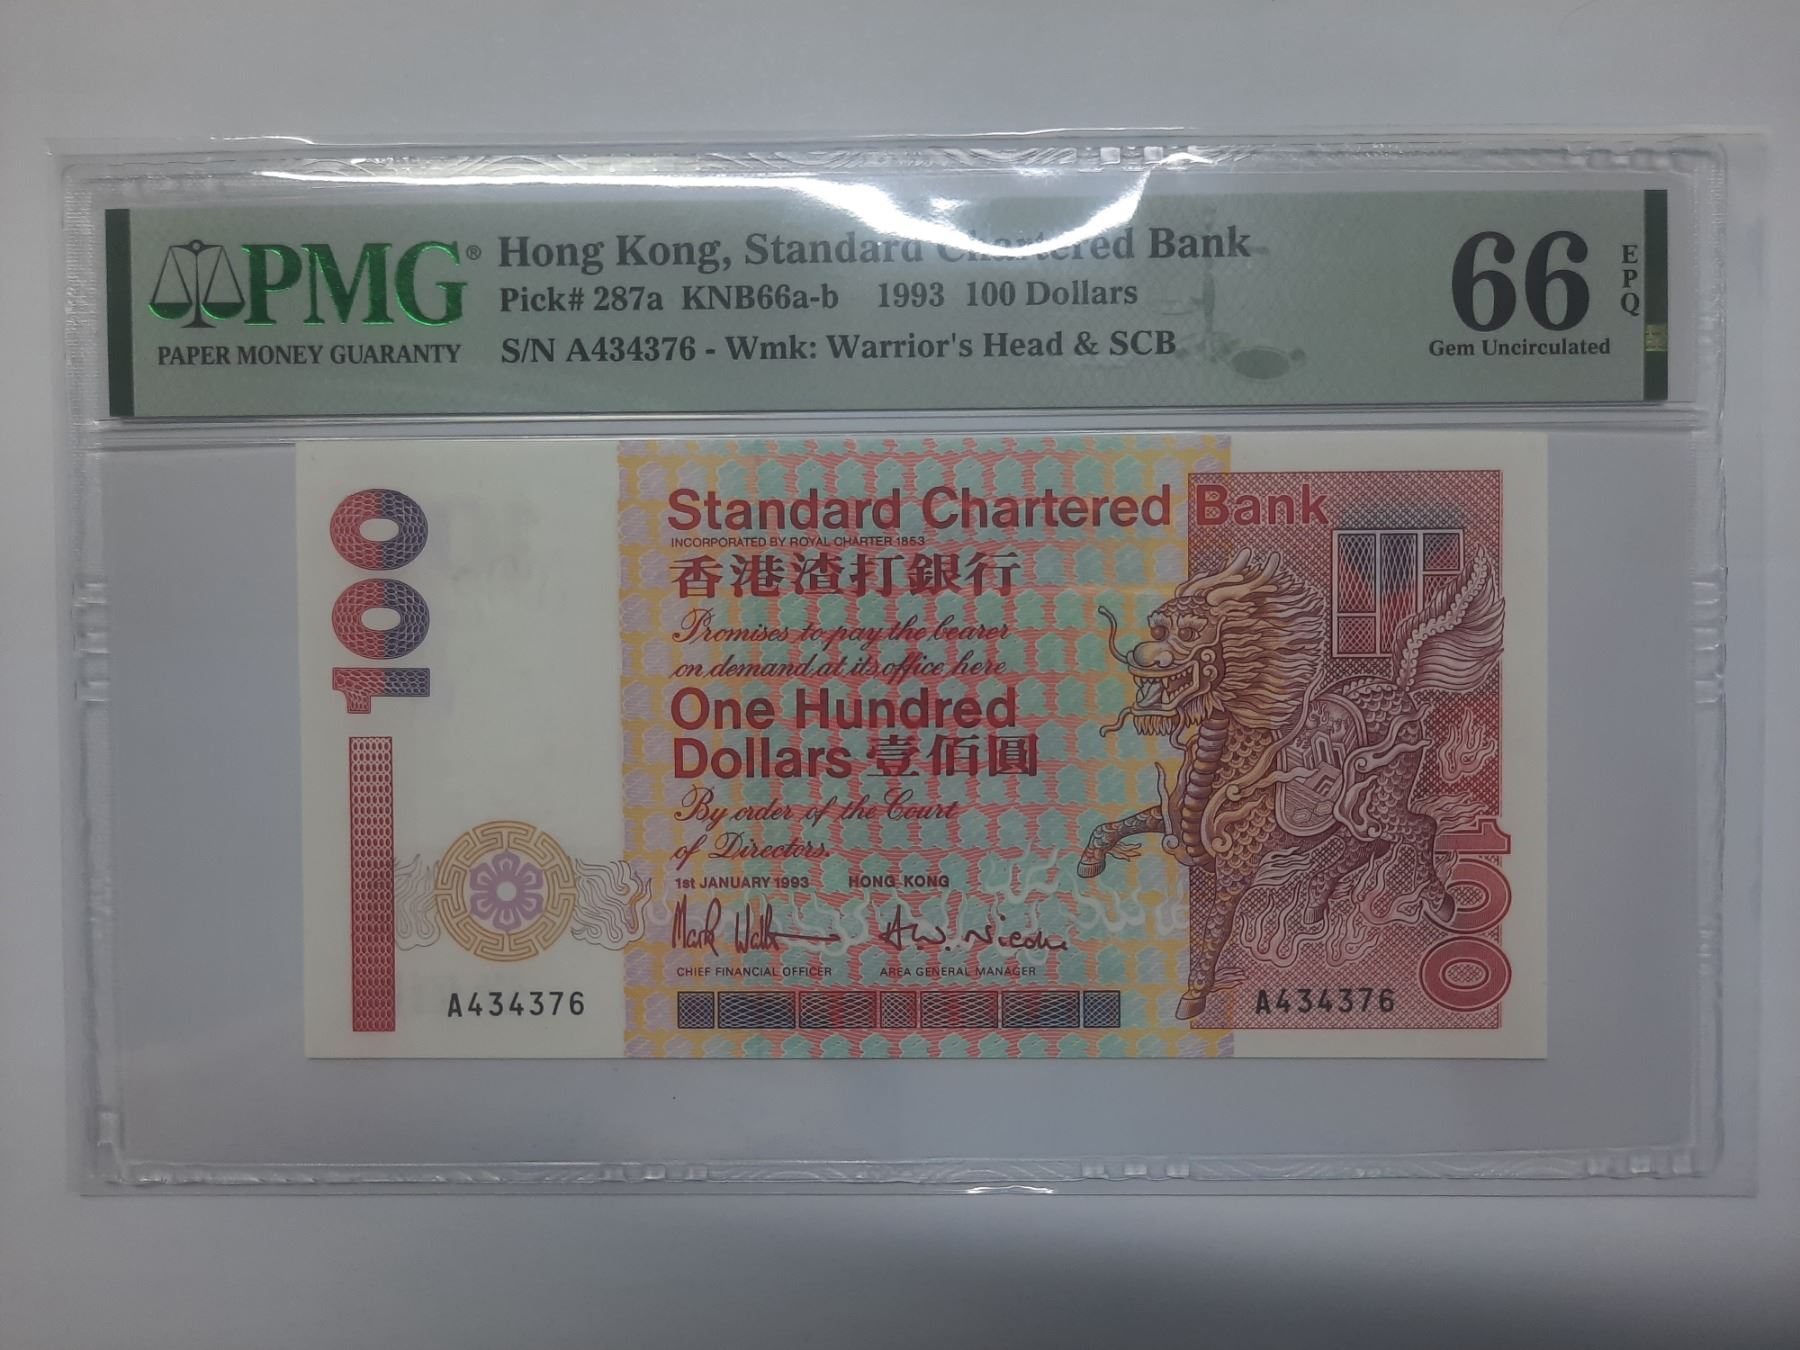 PMG®
PAPER MONEY GUARANTY
Hong Kong, Standard Chartered Bank
Pick# 287a KNB66a-b 1993 100 Dollars
S/N A434376 - Wmk: Warrior's Head & SCB
66
EPQ
Gem Uncirculated
100
Standard Chartered Bank
INCORPORATED BY ROYAL CHARTER 1853
香港渣打銀行
Promises to pay the bearer
on demand at its office here
One Hundred
Dollars 壹佰圓
By order of the Court
of Directors.
1st JANUARY 1993 HONG KONG
CHIEF FINANCIAL OFFICER AREA GENERAL MANAGER
A434376
A434376
100